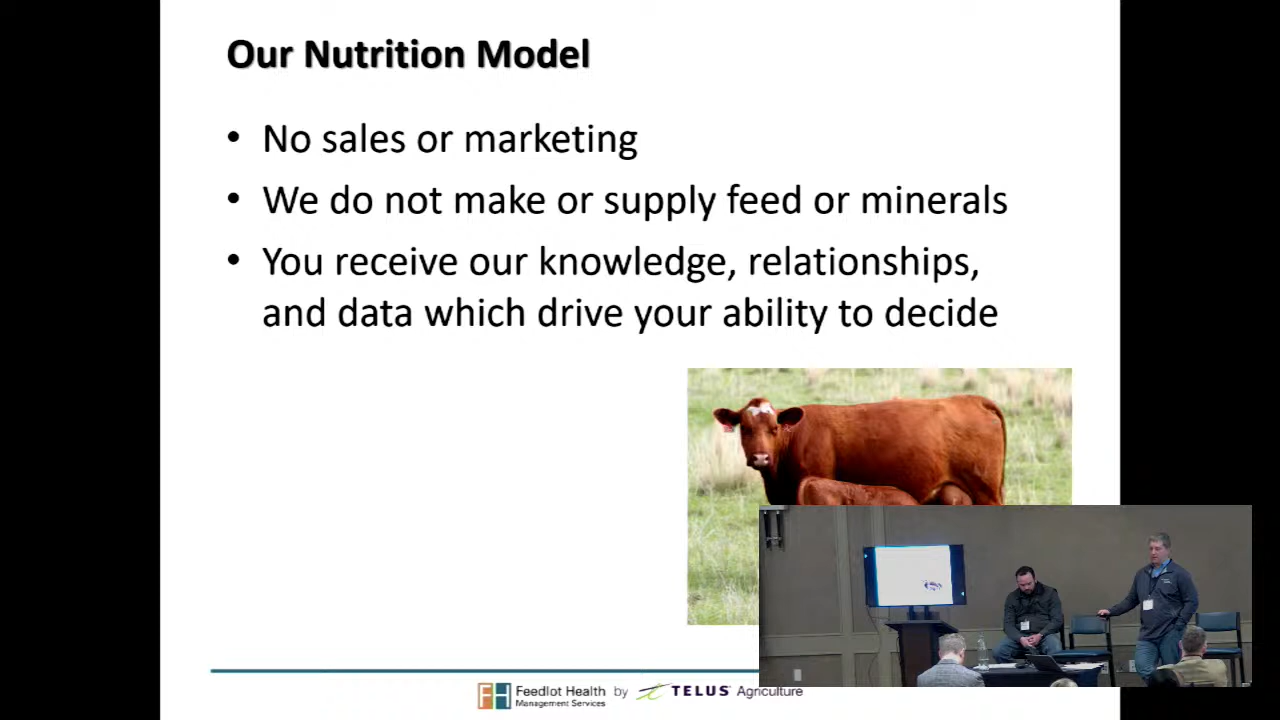 Our Nutrition Model
• No sales or marketing
• We do not make or supply feed or minerals
• You receive our knowledge, relationships,
and data which drive your ability to decide
FH Feedlot Health by TELUS Agriculture
Management Services